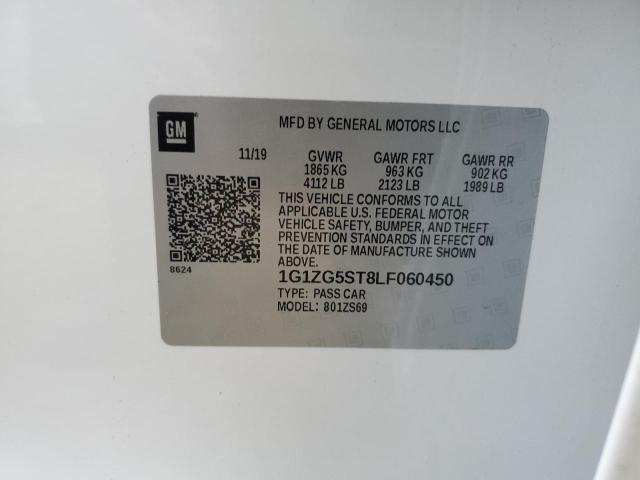 GM
MFD BY GENERAL MOTORS LLC
11/19 GVWR GAWR FRT GAWR RR
1865 KG 963 KG 902 KG
4112 LB 2123 LB 1989 LB
THIS VEHICLE CONFORMS TO ALL
APPLICABLE U.S. FEDERAL MOTOR
VEHICLE SAFETY, BUMPER, AND THEFT
PREVENTION STANDARDS IN EFFECT ON
THE DATE OF MANUFACTURE SHOWN
ABOVE.
8624
1G1ZG5ST8LF060450
TYPE: PASS CAR
MODEL: 801ZS69